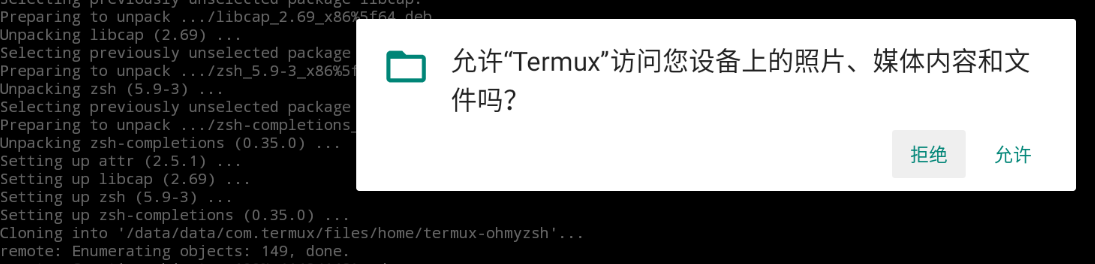 Selecting previously unselected package libcap.
Preparing to unpack .../libcap_2.69_x86%5f64.deb
Unpacking libcap (2.69) ...
Selecting previously unselected package
Preparing to unpack .../zsh_5.9-3_x86%5f
Unpacking zsh (5.9-3) ...
Selecting previously unselected package
Preparing to unpack .../zsh-completions_
Unpacking zsh-completions (0.35.0) ...
Setting up attr (2.5.1) ...
Setting up libcap (2.69) ...
Setting up zsh (5.9-3) ...
Setting up zsh-completions (0.35.0) ...
Cloning into '/data/data/com.termux/files/home/termux-ohmyzsh'...
remote: Enumerating objects: 149, done.
允许“Termux”访问您设备上的照片、媒体内容和文
件吗？
拒绝 允许